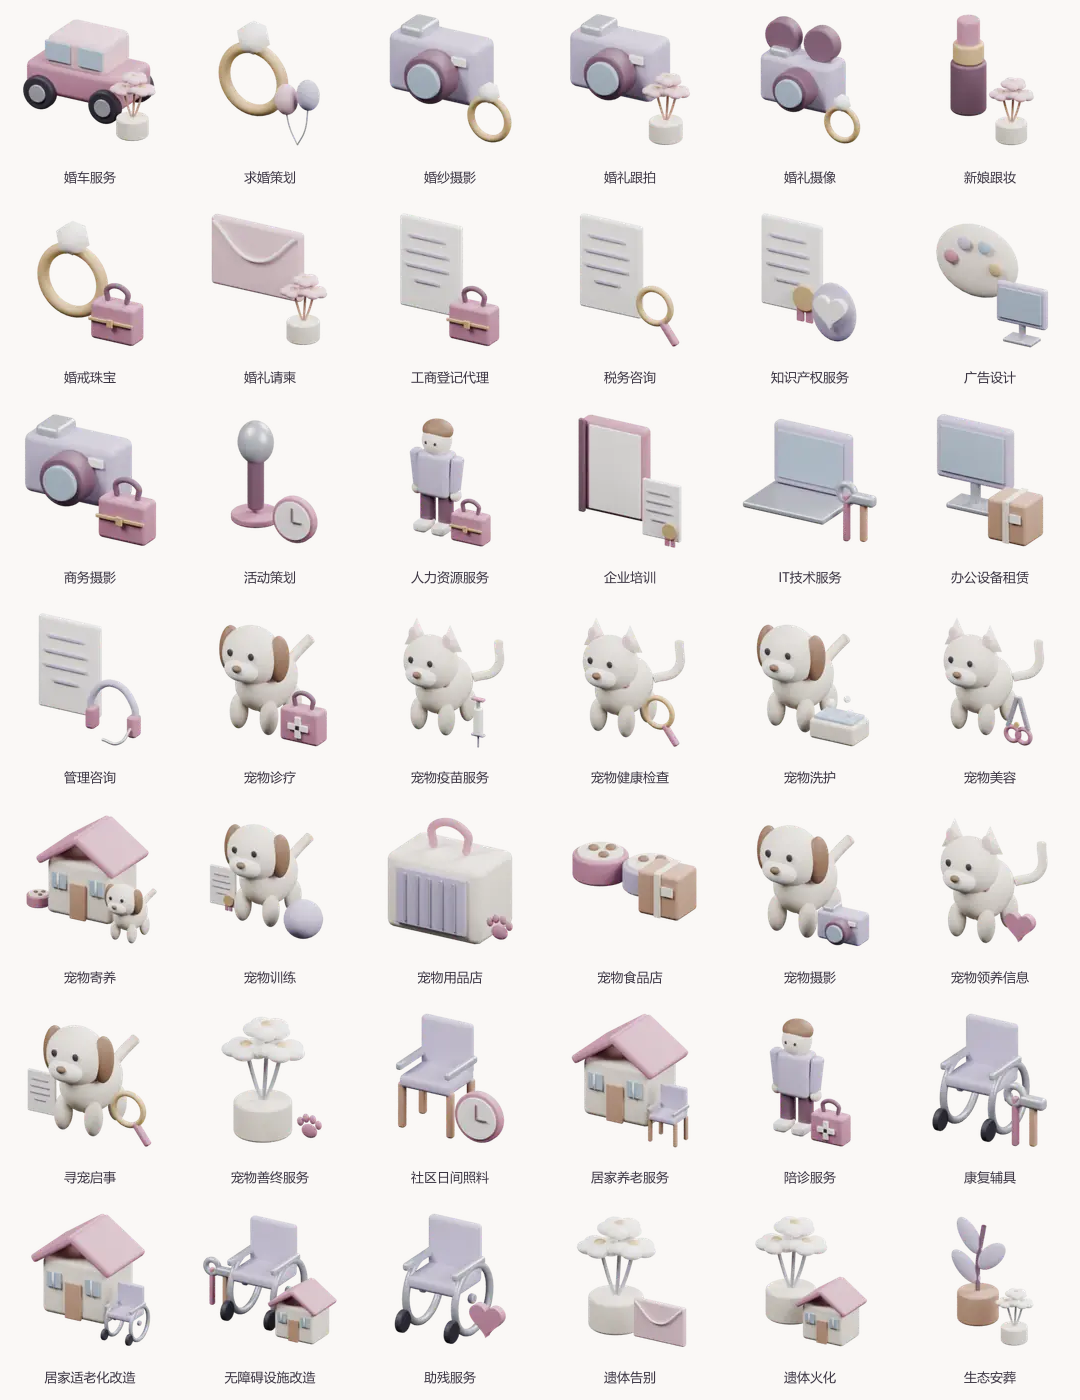 婚车服务
求婚策划
婚纱摄影
婚礼跟拍
婚礼摄像
新娘跟妆
婚戒珠宝
婚礼请柬
工商登记代理
税务咨询
知识产权服务
广告设计
商务摄影
活动策划
人力资源服务
企业培训
IT技术服务
办公设备租赁
管理咨询
宠物诊疗
宠物疫苗服务
宠物健康检查
宠物洗护
宠物美容
宠物寄养
宠物训练
宠物用品店
宠物食品店
宠物摄影
宠物领养信息
寻宠启事
宠物善终服务
社区日间照料
居家养老服务
陪诊服务
康复辅具
居家适老化改造
无障碍设施改造
助残服务
遗体告别
遗体火化
生态安葬